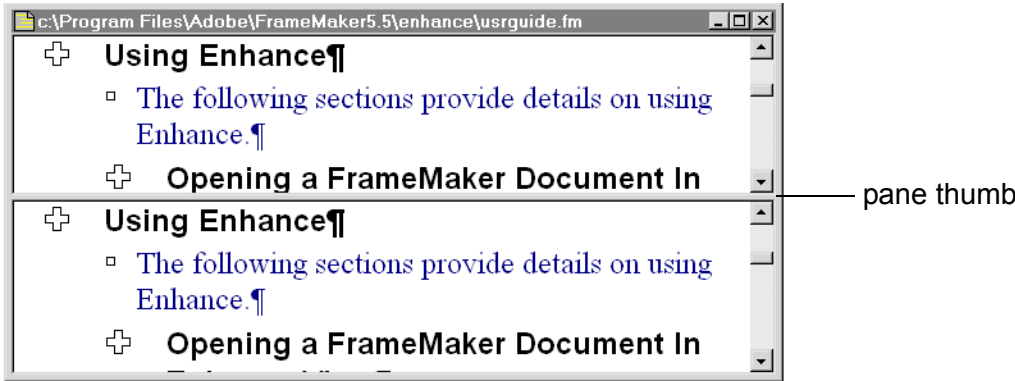 c:\Program Files\Adobe\FrameMaker5.5\enhance\usrguide.fm
Using Enhance¶
The following sections provide details on using
Enhance.¶
Opening a FrameMaker Document In
pane thumb
Using Enhance¶
The following sections provide details on using
Enhance.¶
Opening a FrameMaker Document In